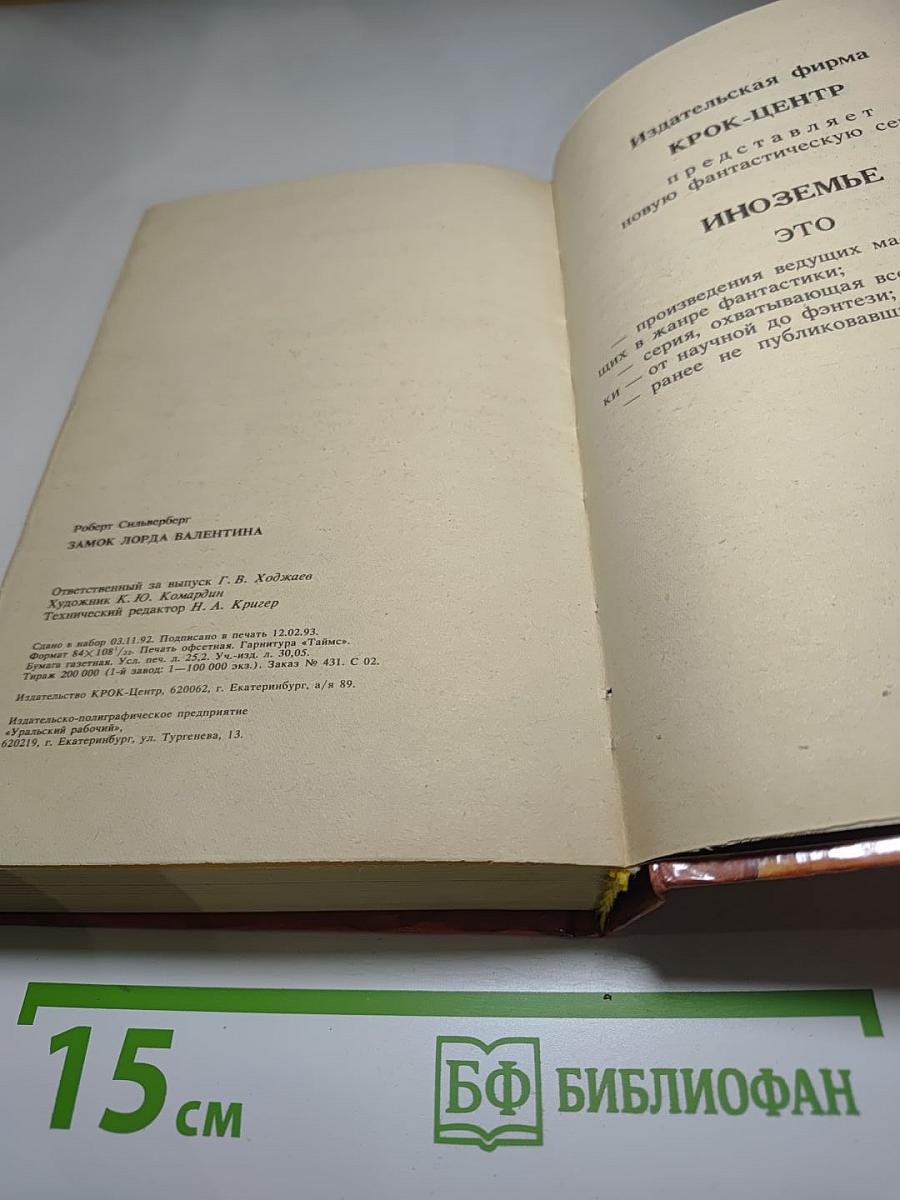 Роберт Сильверберг
ЗАМОК ЛОРДА ВАЛЕНТИНА
Ответственный за выпуск Г. В. Ходжаев
Художник К. Ю. Комардин
Технический редактор Н. А. Кригер
Сдано в набор 03.11.92. Подписано в печать 12.02.93.
Формат 84×108¹/₃₂. Печать офсетная. Гарнитура «Таймс».
Бумага газетная. Усл. печ. л. 25,2. Уч.-изд. л. 30,05.
Тираж 200 000 (1-й завод: 1—100 000 экз.). Заказ № 431. С 02.
Издательство КРОК-Центр, 620062, г. Екатеринбург, а/я 89.
Издательско-полиграфическое предприятие
«Уральский рабочий»,
620219, г. Екатеринбург, ул. Тургенева, 13.
Издательская фирма
КРОК-ЦЕНТР
представляет
новую фантастическую
ИНОЗЕМЬЕ
ЭТО
— произведения ведущих
щих в жанре фантастики;
— серия, охватывающая
ки — от научной до фэнтези;
— ранее не
15 см
БФ БИБЛИОФАН